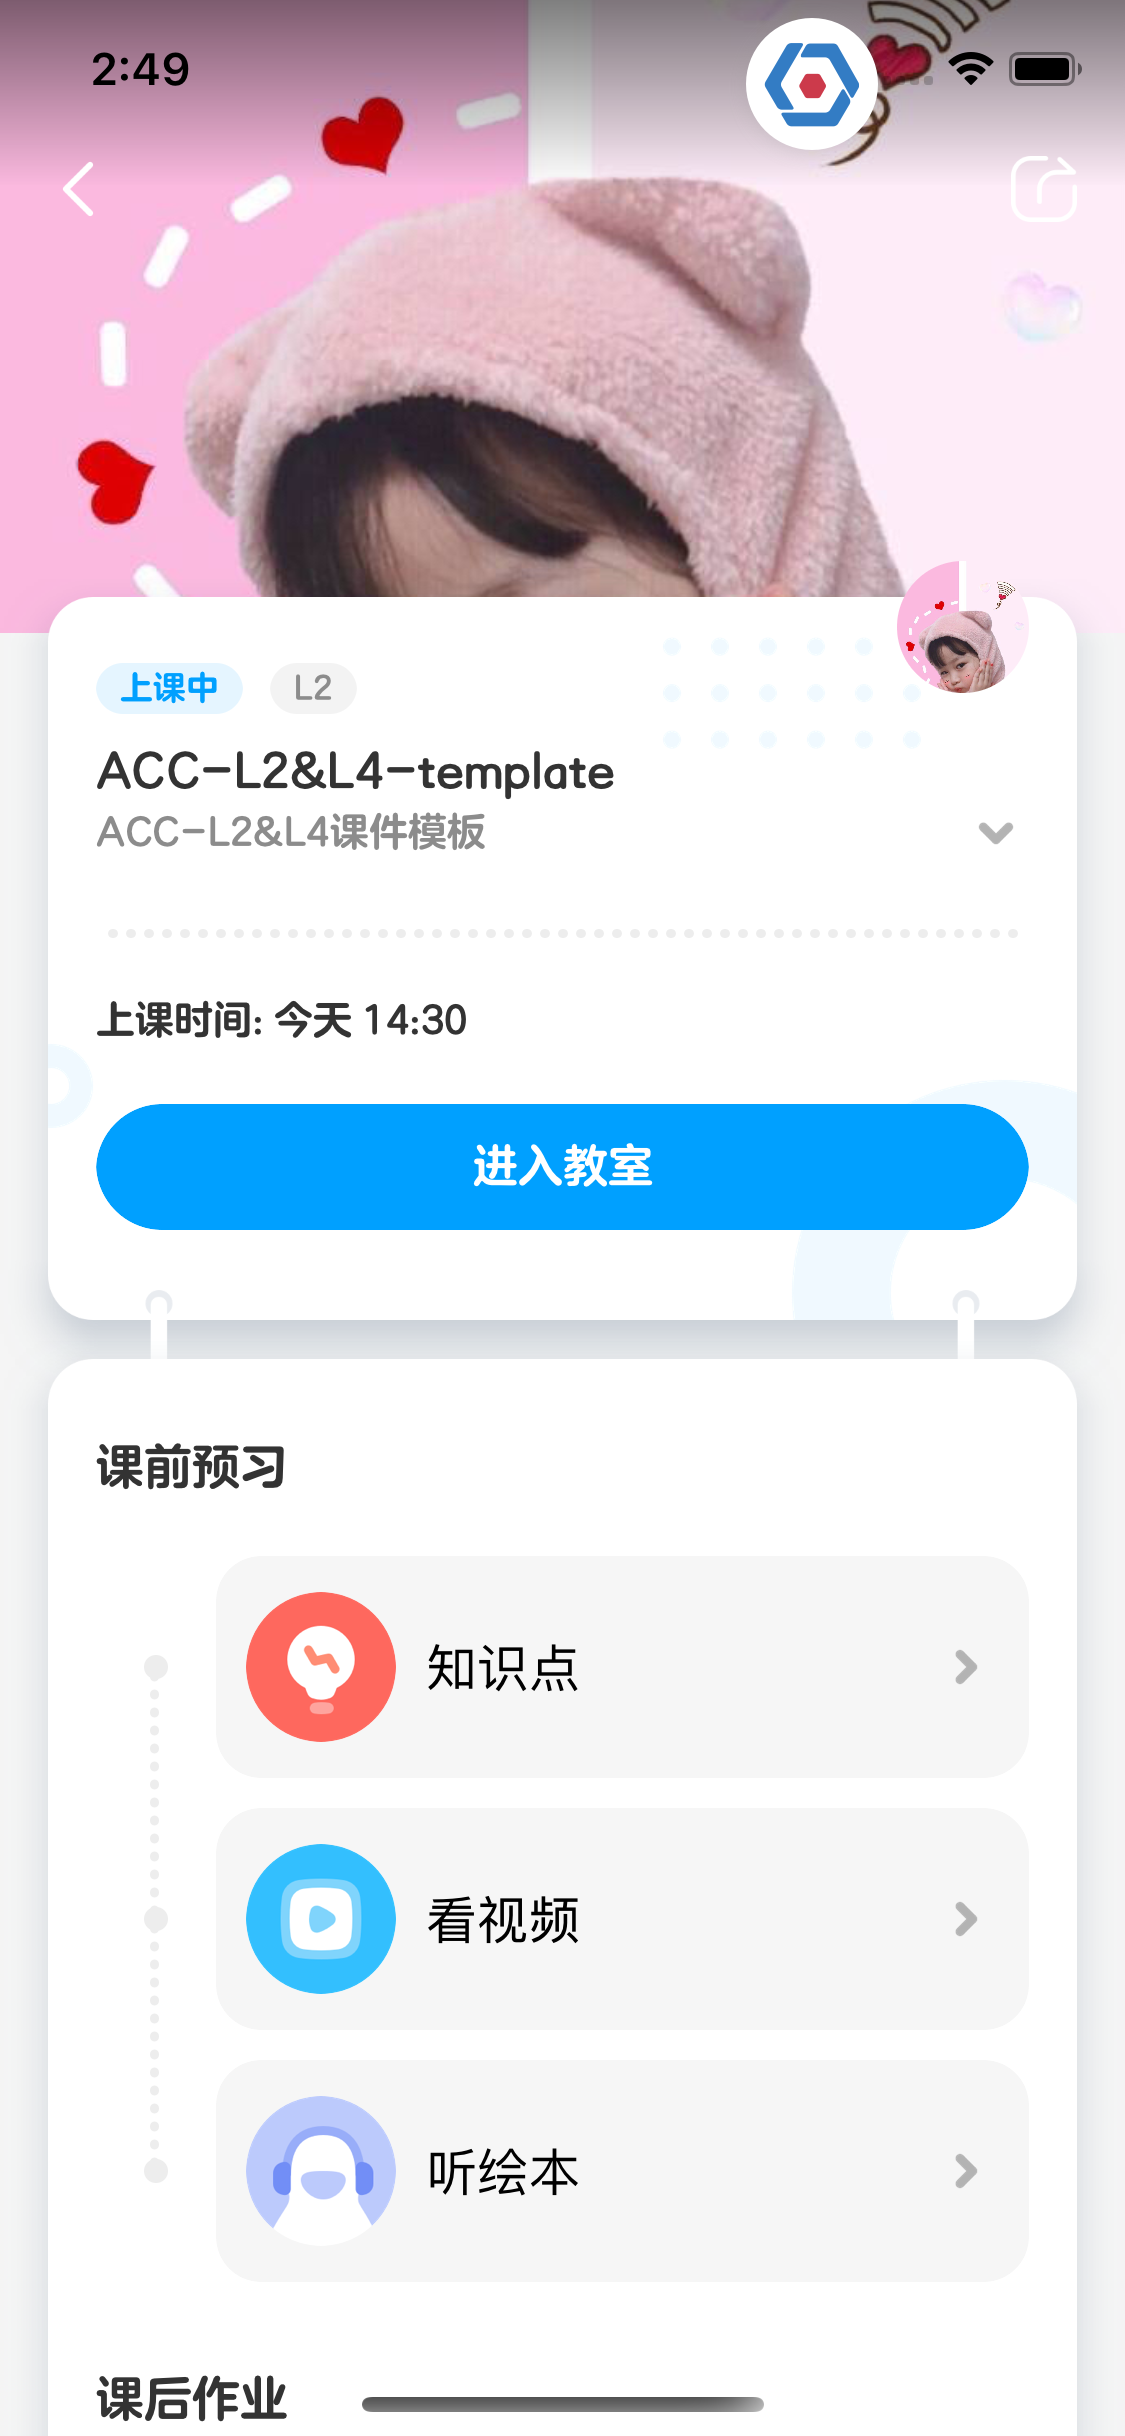 2:49
上课中
L2
ACC-L2&L4-template
ACC-L2&L4课件模板
上课时间: 今天 14:30
进入教室
课前预习
知识点
看视频
听绘本
课后作业